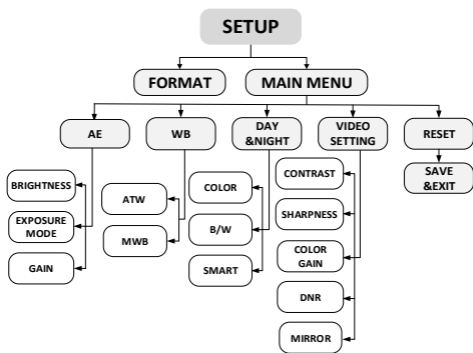 SETUP
FORMAT
MAIN MENU
AE
WB
DAY
&NIGHT
VIDEO
SETTING
RESET
BRIGHTNESS
EXPOSURE
MODE
GAIN
ATW
MWB
COLOR
B/W
SMART
CONTRAST
SHARPNESS
COLOR
GAIN
DNR
MIRROR
SAVE
&EXIT